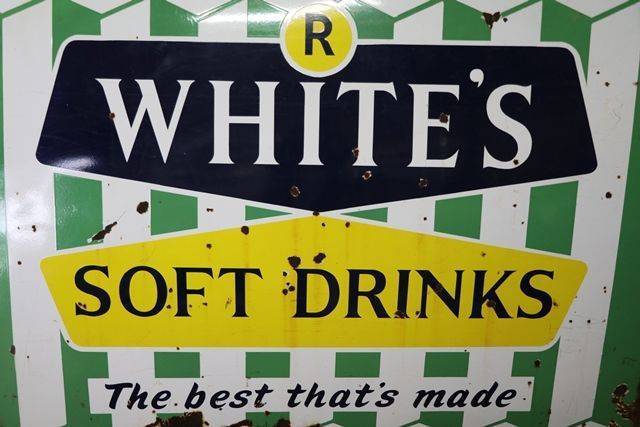 R
WHITE'S
SOFT DRINKS
The best that's made